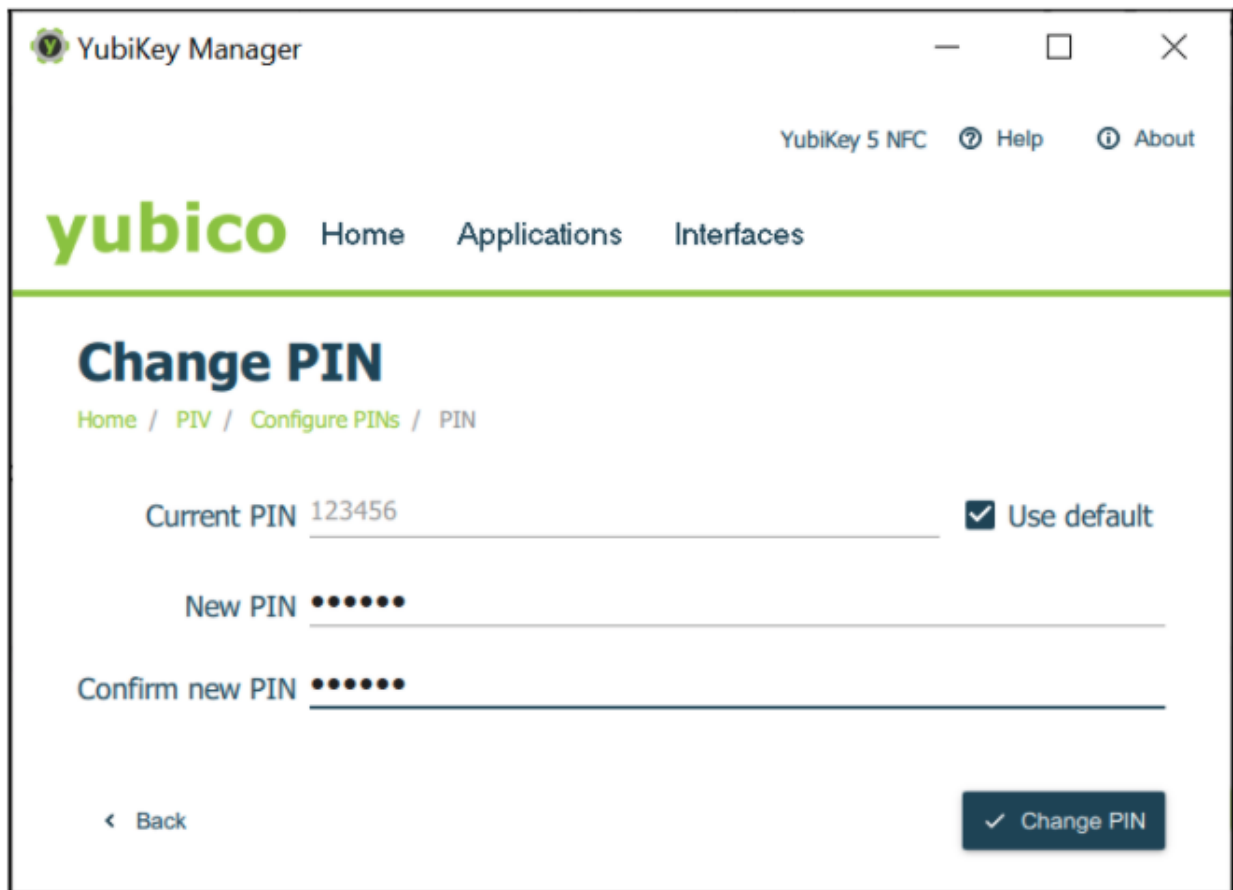 YubiKey Manager
YubiKey 5 NFC Help About
yubico Home Applications Interfaces
Change PIN
Home / PIV / Configure PINs / PIN
Current PIN 123456 Use default
New PIN ••••••
Confirm new PIN ••••••
Back Change PIN